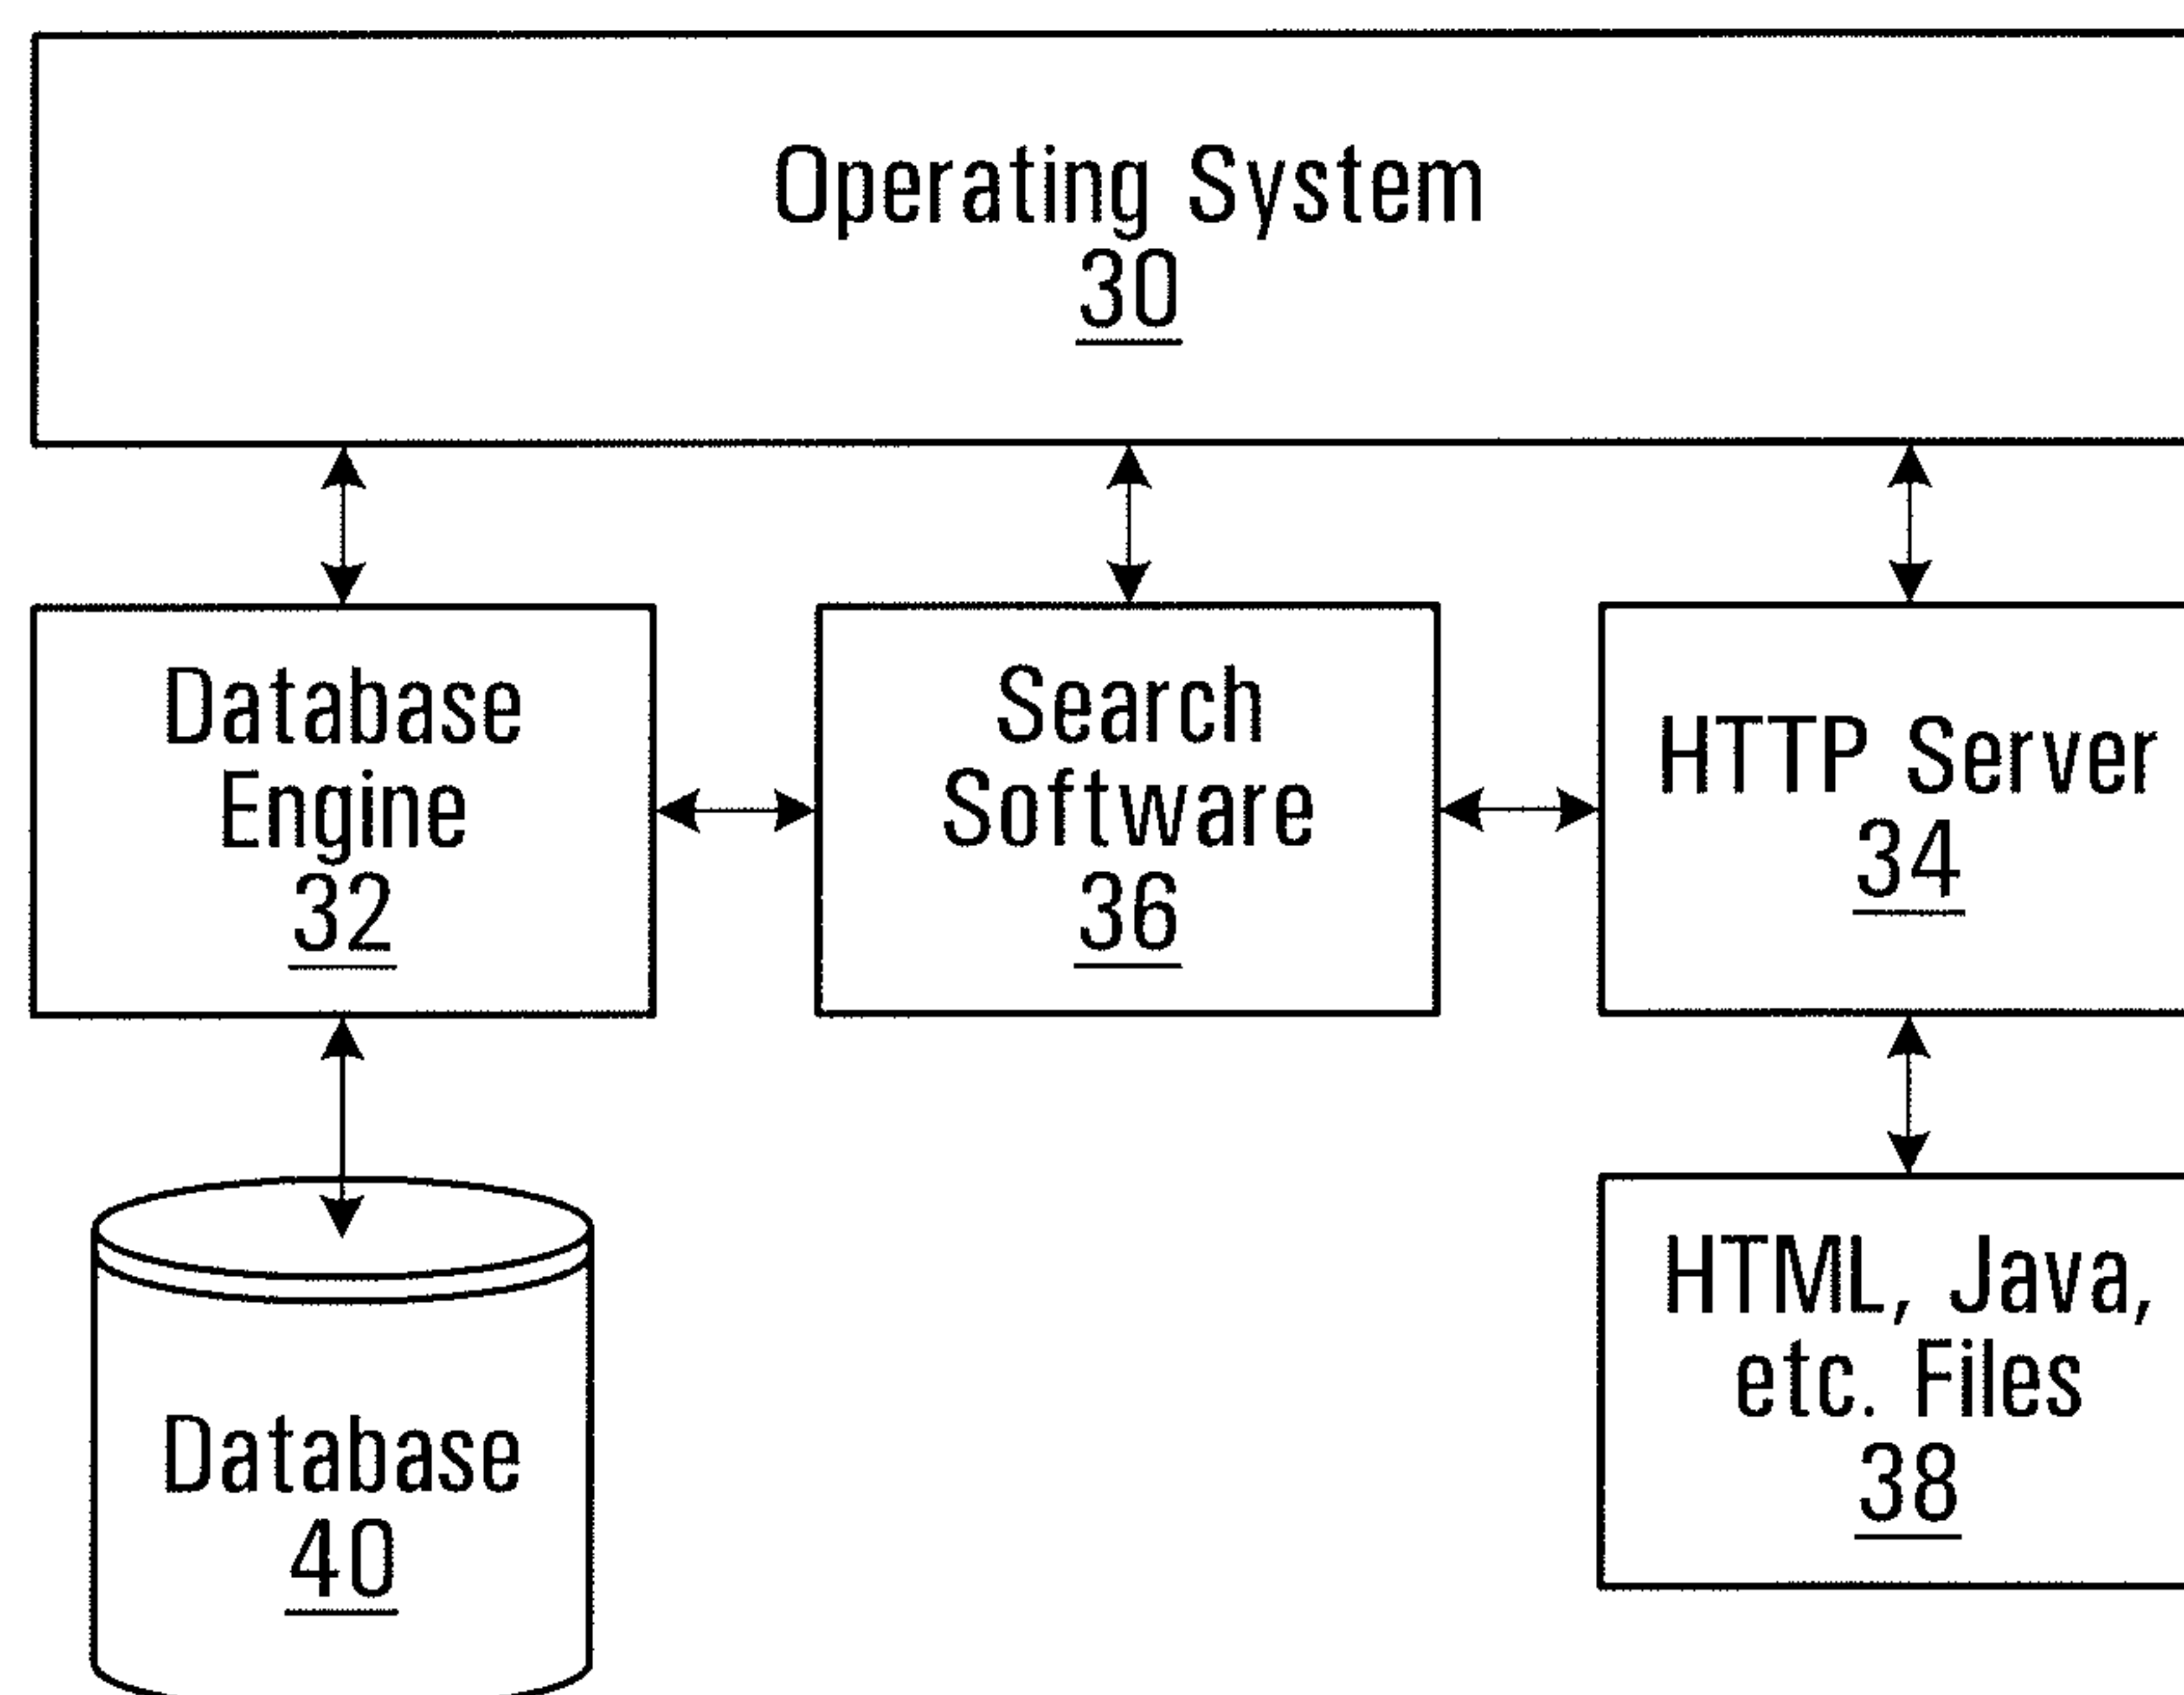 Operating System
30
Database
Engine
32
Search
Software
36
HTTP Server
34
Database
40
HTML, Java,
etc. Files
38